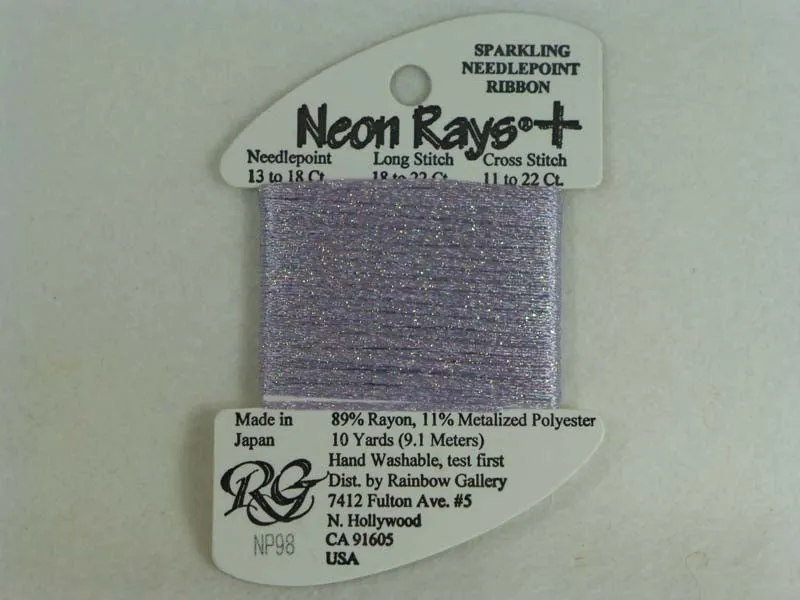 SPARKLING
NEEDLEPOINT
RIBBON
Neon Rays®+
Needlepoint Long Stitch Cross Stitch
13 to 18 Ct. 18 to 22 Ct. 11 to 22 Ct.
Made in 89% Rayon, 11% Metalized Polyester
Japan 10 Yards (9.1 Meters)
Hand Washable, test first
RG Dist. by Rainbow Gallery
7412 Fulton Ave. #5
N. Hollywood
NP98 CA 91605
USA